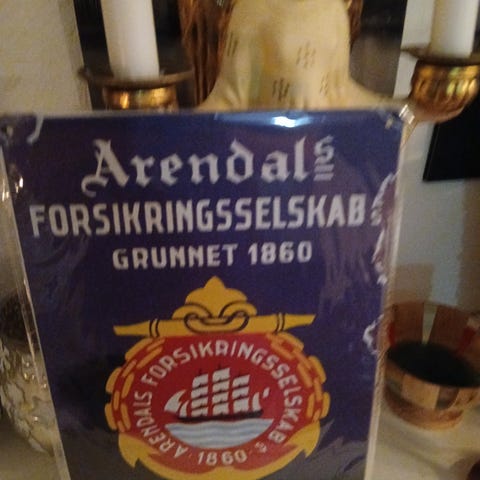 Arendals
FORSIKRINGSSELSKAB
GRUNNET 1860
ARENDALS FORSIKRINGSSELSKAB'S
· 1860 ·